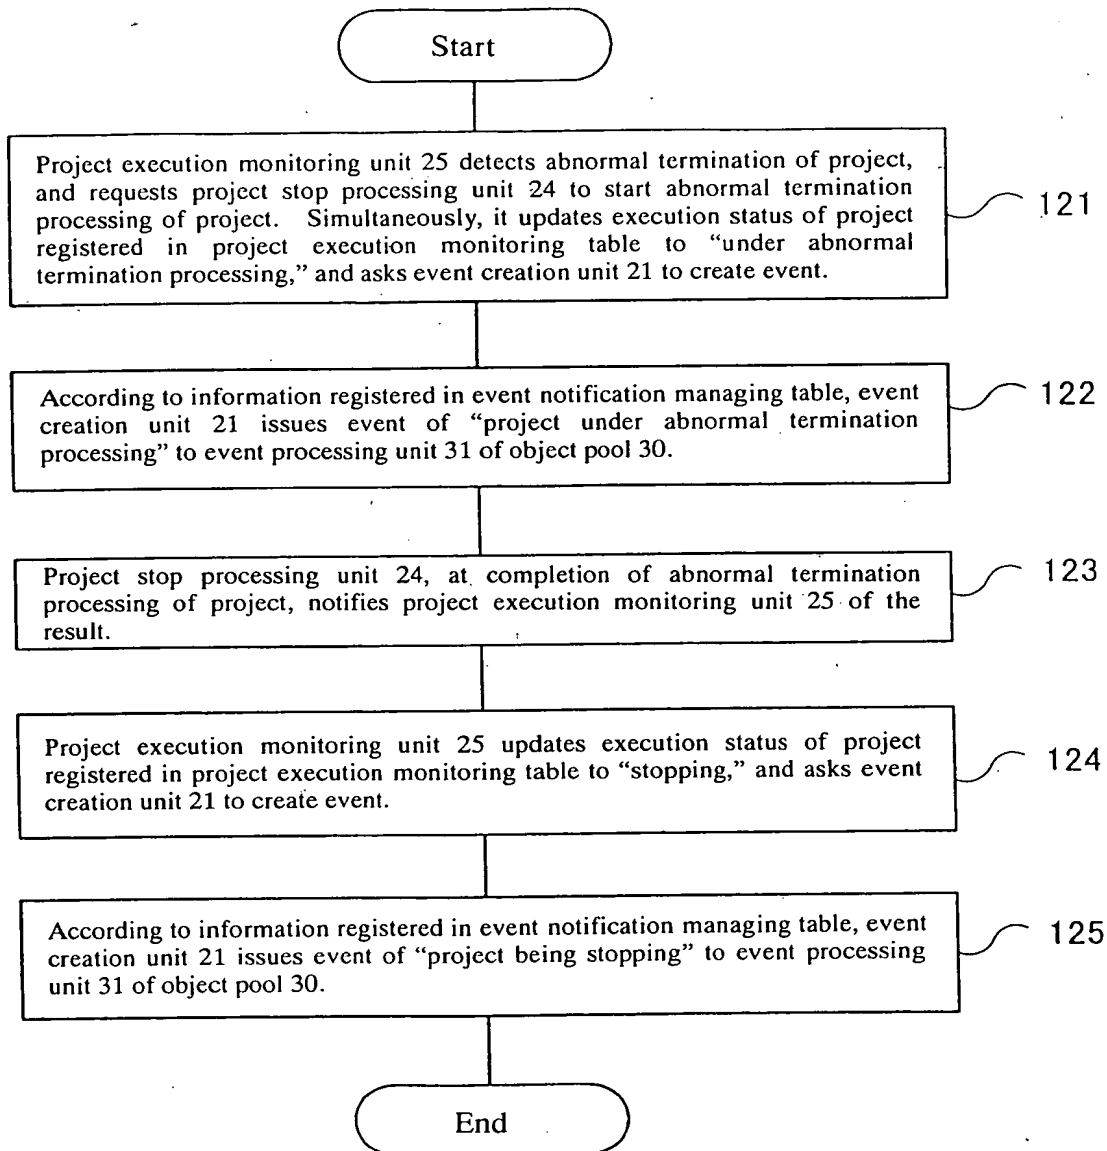 Start
Project execution monitoring unit 25 detects abnormal termination of project,
and requests project stop processing unit 24 to start abnormal termination
processing of project. Simultaneously, it updates execution status of project
registered in project execution monitoring table to “under abnormal
termination processing,” and asks event creation unit 21 to create event.
121
According to information registered in event notification managing table, event
creation unit 21 issues event of “project under abnormal termination
processing” to event processing unit 31 of object pool 30.
122
Project stop processing unit 24, at completion of abnormal termination
processing of project, notifies project execution monitoring unit 25 of the
result.
123
Project execution monitoring unit 25 updates execution status of project
registered in project execution monitoring table to “stopping,” and asks event
creation unit 21 to create event.
124
According to information registered in event notification managing table, event
creation unit 21 issues event of “project being stopping” to event processing
unit 31 of object pool 30.
125
End